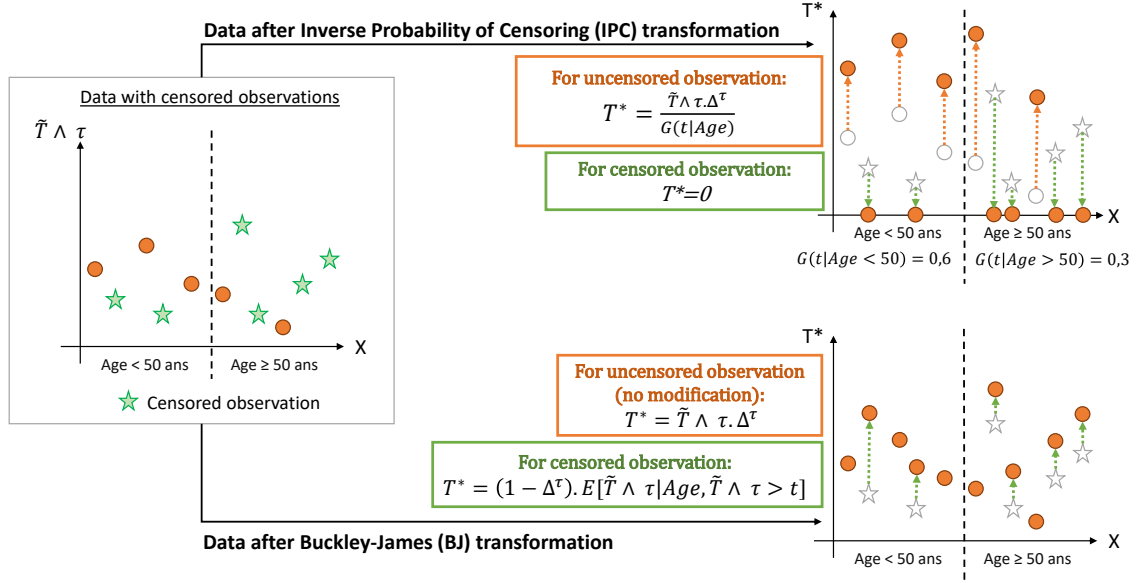 Data after Inverse Probability of Censoring (IPC) transformation
Data with censored observations
T̃ ∧ τ
X
Age < 50 ans
Age ≥ 50 ans
Censored observation
For uncensored observation:
T* = T̃ ∧ τ.Δ^τ / G(t|Age)
For censored observation:
T*=0
T*
X
Age < 50 ans
Age ≥ 50 ans
G(t|Age < 50) = 0,6
G(t|Age > 50) = 0,3
For uncensored observation
(no modification):
T* = T̃ ∧ τ.Δ^τ
For censored observation:
T* = (1 − Δ^τ).E[T̃ ∧ τ|Age, T̃ ∧ τ > t]
T*
X
Age < 50 ans
Age ≥ 50 ans
Data after Buckley-James (BJ) transformation